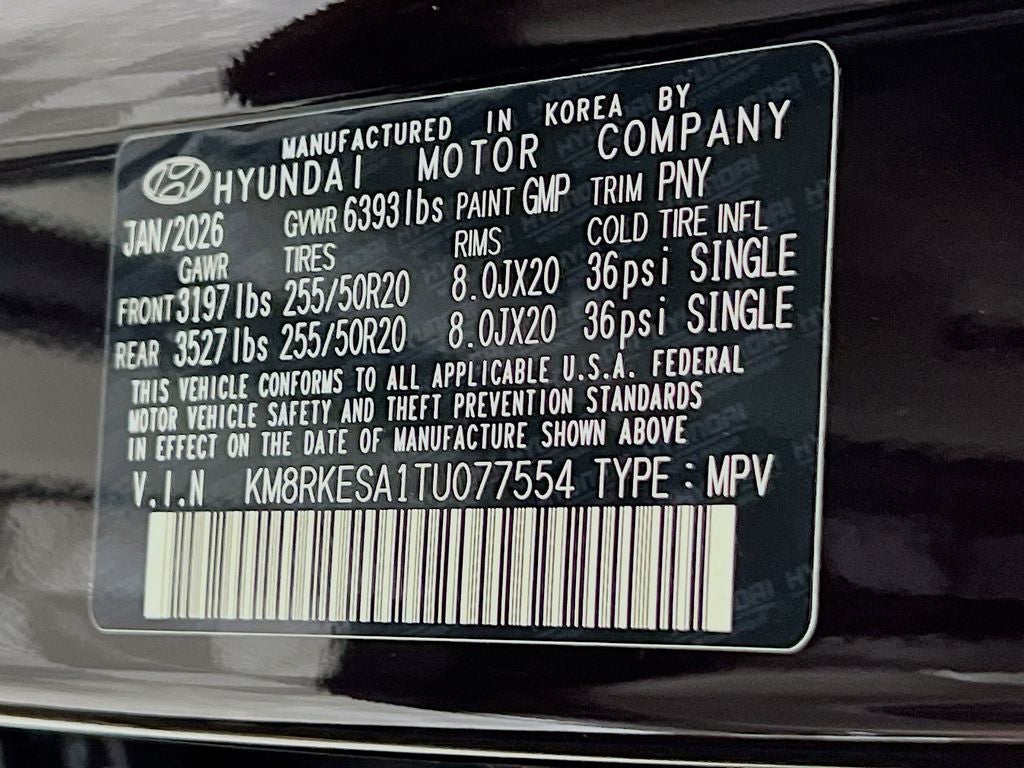 MANUFACTURED IN KOREA BY
HYUNDAI MOTOR COMPANY
JAN/2026 GVWR 6393lbs PAINT GMP TRIM PNY
GAWR TIRES RIMS COLD TIRE INFL
FRONT 3197lbs 255/50R20 8.0JX20 36psi SINGLE
REAR 3527lbs 255/50R20 8.0JX20 36psi SINGLE
THIS VEHICLE CONFORMS TO ALL APPLICABLE U.S.A. FEDERAL
MOTOR VEHICLE SAFETY AND THEFT PREVENTION STANDARDS
IN EFFECT ON THE DATE OF MANUFACTURE SHOWN ABOVE
V.I.N KM8RKESA1TU077554 TYPE : MPV